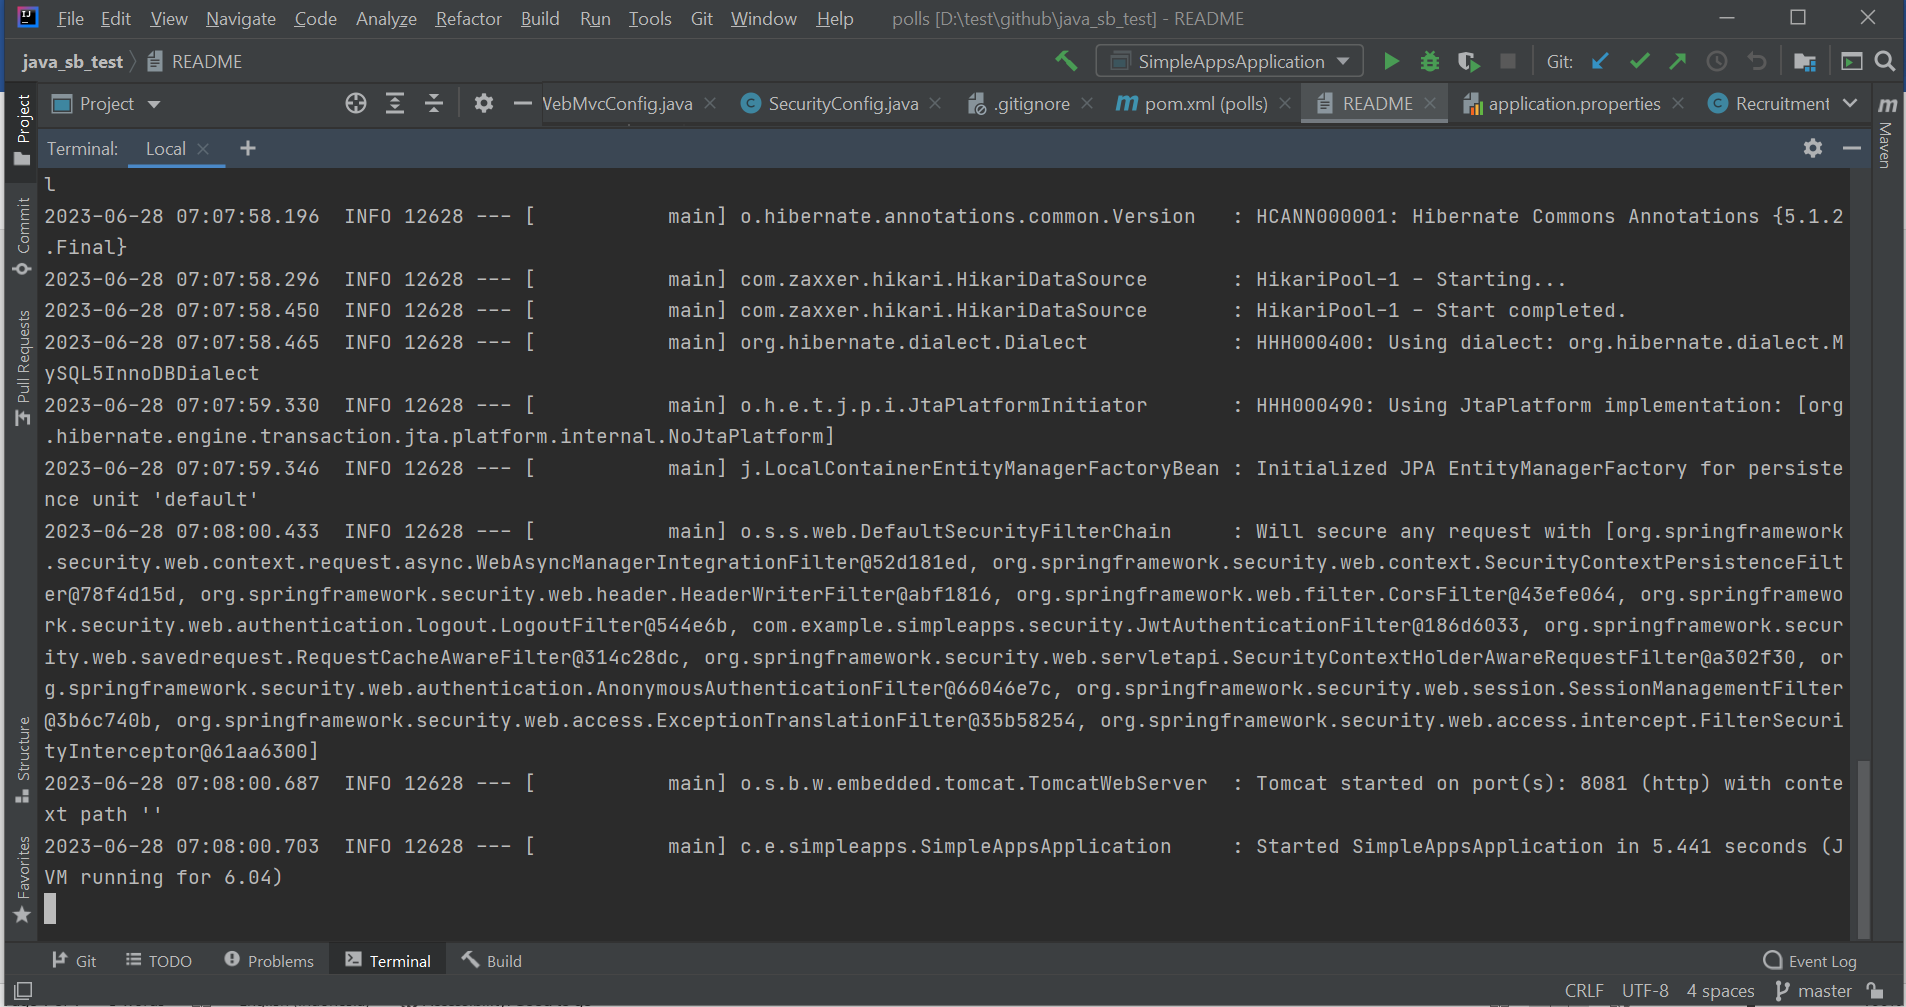 File Edit View Navigate Code Analyze Refactor Build Run Tools Git Window Help polls [D:\test\github\java_sb_test] - README
java_sb_test README SimpleAppsApplication Git:
Project VebMvcConfig.java SecurityConfig.java .gitignore pom.xml (polls) README application.properties Recruitment
Terminal: Local
l
2023-06-28 07:07:58.196  INFO 12628 --- [           main] o.hibernate.annotations.common.Version   : HCANN000001: Hibernate Commons Annotations {5.1.2
.Final}
2023-06-28 07:07:58.296  INFO 12628 --- [           main] com.zaxxer.hikari.HikariDataSource       : HikariPool-1 - Starting...
2023-06-28 07:07:58.450  INFO 12628 --- [           main] com.zaxxer.hikari.HikariDataSource       : HikariPool-1 - Start completed.
2023-06-28 07:07:58.465  INFO 12628 --- [           main] org.hibernate.dialect.Dialect            : HHH000400: Using dialect: org.hibernate.dialect.M
ySQL5InnoDBDialect
2023-06-28 07:07:59.330  INFO 12628 --- [           main] o.h.e.t.j.p.i.JtaPlatformInitiator       : HHH000490: Using JtaPlatform implementation: [org
.hibernate.engine.transaction.jta.platform.internal.NoJtaPlatform]
2023-06-28 07:07:59.346  INFO 12628 --- [           main] j.LocalContainerEntityManagerFactoryBean : Initialized JPA EntityManagerFactory for persiste
nce unit 'default'
2023-06-28 07:08:00.433  INFO 12628 --- [           main] o.s.s.web.DefaultSecurityFilterChain     : Will secure any request with [org.springframework
.security.web.context.request.async.WebAsyncManagerIntegrationFilter@52d181ed, org.springframework.security.web.context.SecurityContextPersistenceFilt
er@78f4d15d, org.springframework.security.web.header.HeaderWriterFilter@abf1816, org.springframework.web.filter.CorsFilter@43efe064, org.springframewo
rk.security.web.authentication.logout.LogoutFilter@544e6b, com.example.simpleapps.security.JwtAuthenticationFilter@186d6033, org.springframework.secur
ity.web.savedrequest.RequestCacheAwareFilter@314c28dc, org.springframework.security.web.servletapi.SecurityContextHolderAwareRequestFilter@a302f30, or
g.springframework.security.web.authentication.AnonymousAuthenticationFilter@66046e7c, org.springframework.security.web.session.SessionManagementFilter
@3b6c740b, org.springframework.security.web.access.ExceptionTranslationFilter@35b58254, org.springframework.security.web.access.intercept.FilterSecuri
tyInterceptor@61aa6300]
2023-06-28 07:08:00.687  INFO 12628 --- [           main] o.s.b.w.embedded.tomcat.TomcatWebServer  : Tomcat started on port(s): 8081 (http) with conte
xt path ''
2023-06-28 07:08:00.703  INFO 12628 --- [           main] c.e.simpleapps.SimpleAppsApplication     : Started SimpleAppsApplication in 5.441 seconds (J
VM running for 6.04)
Project
Commit
Pull Requests
Structure
Favorites
Maven
Git TODO Problems Terminal Build Event Log
CRLF UTF-8 4 spaces master